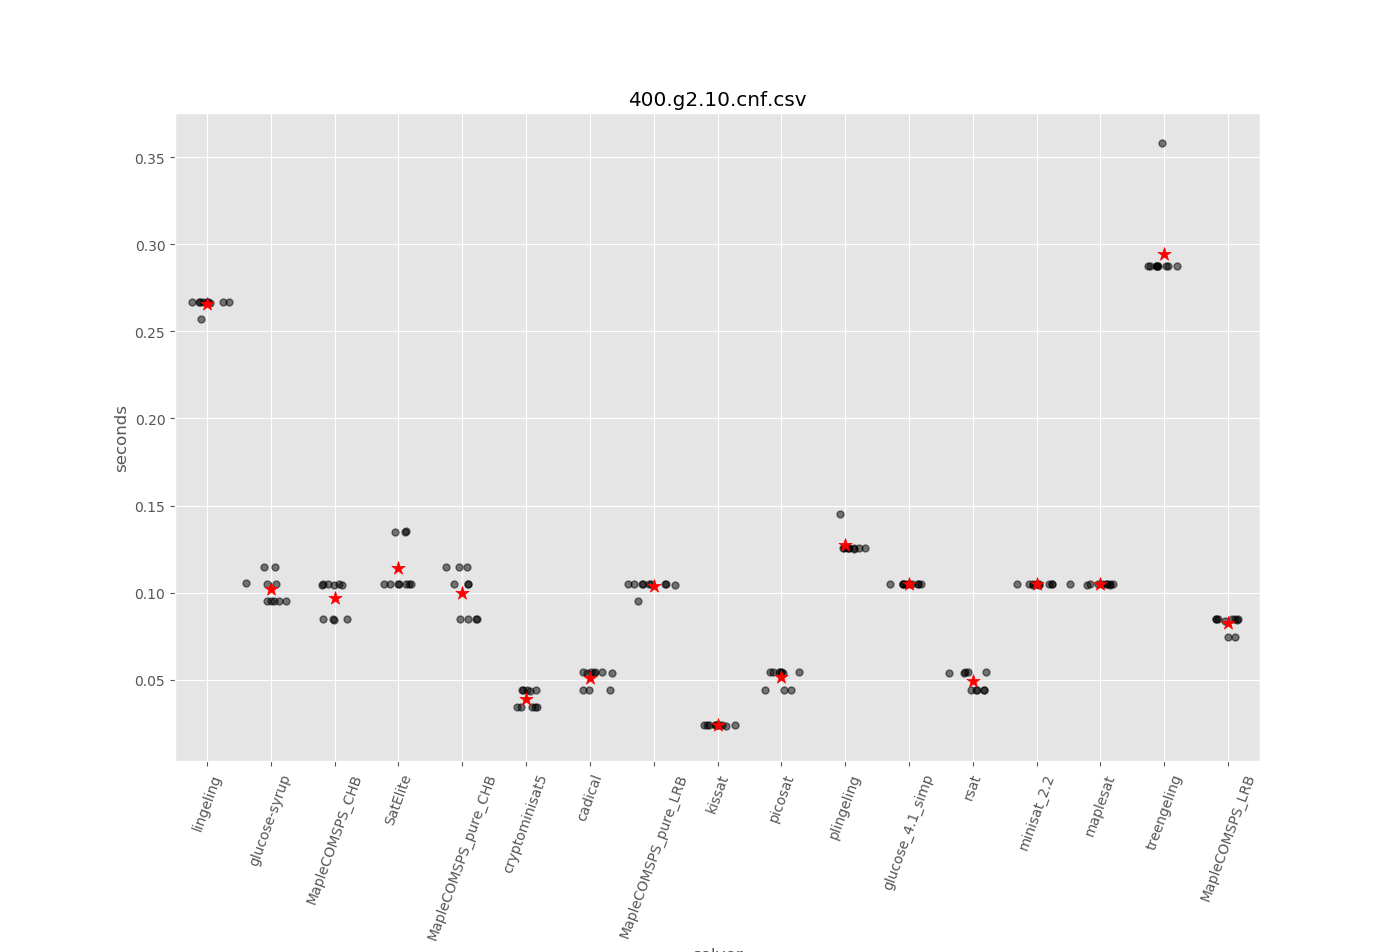 400.g2.10.cnf.csv
0.35
0.30
0.25
0.20
0.15
0.10
0.05
seconds
lingeling
glucose-syrup
MapleCOMSPS_CHB
SatElite
MapleCOMSPS_pure_CHB
cryptominisat5
cadical
MapleCOMSPS_pure_LRB
kissat
picosat
plingeling
glucose_4.1_simp
rsat
minisat_2.2
maplesat
treengeling
MapleCOMSPS_LRB